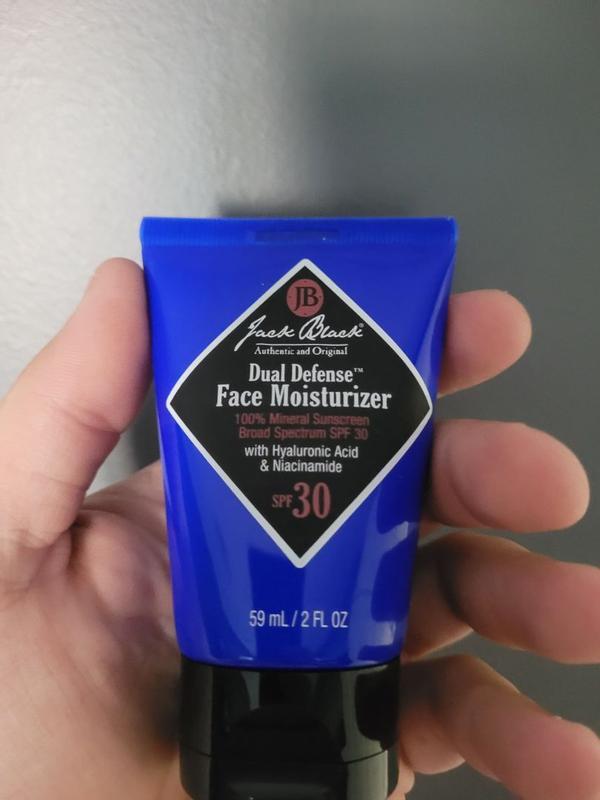 JB
Jack Black®
Authentic and Original
Dual Defense™
Face Moisturizer
100% Mineral Sunscreen
Broad Spectrum SPF 30
with Hyaluronic Acid
& Niacinamide
SPF 30
59 mL / 2 FL OZ